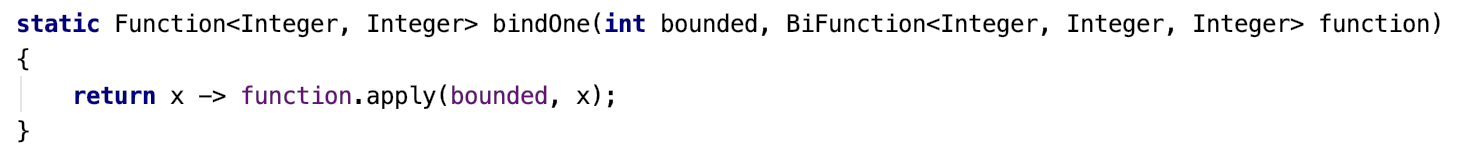 static Function<Integer, Integer> bindOne(int bounded, BiFunction<Integer, Integer, Integer> function)
{
    return x -> function.apply(bounded, x);
}